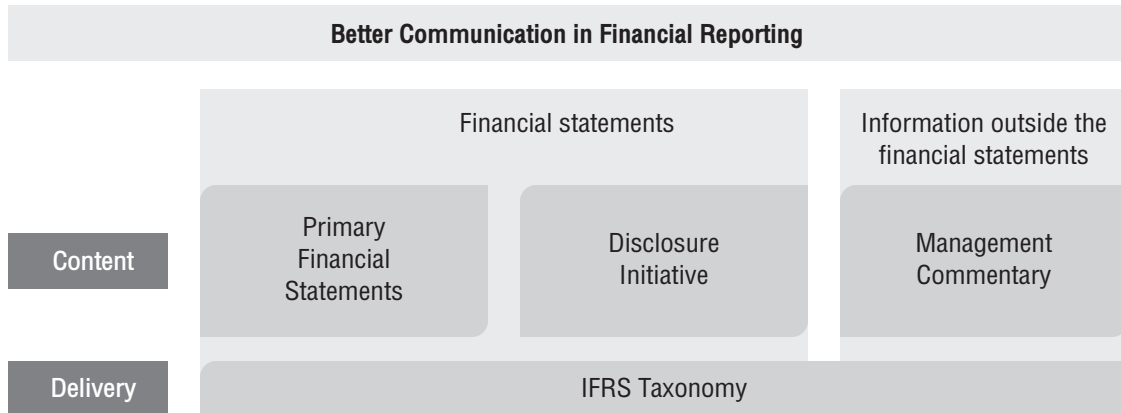 Better Communication in Financial Reporting
Financial statements
Information outside the
financial statements
Content
Primary
Financial
Statements
Disclosure
Initiative
Management
Commentary
Delivery
IFRS Taxonomy